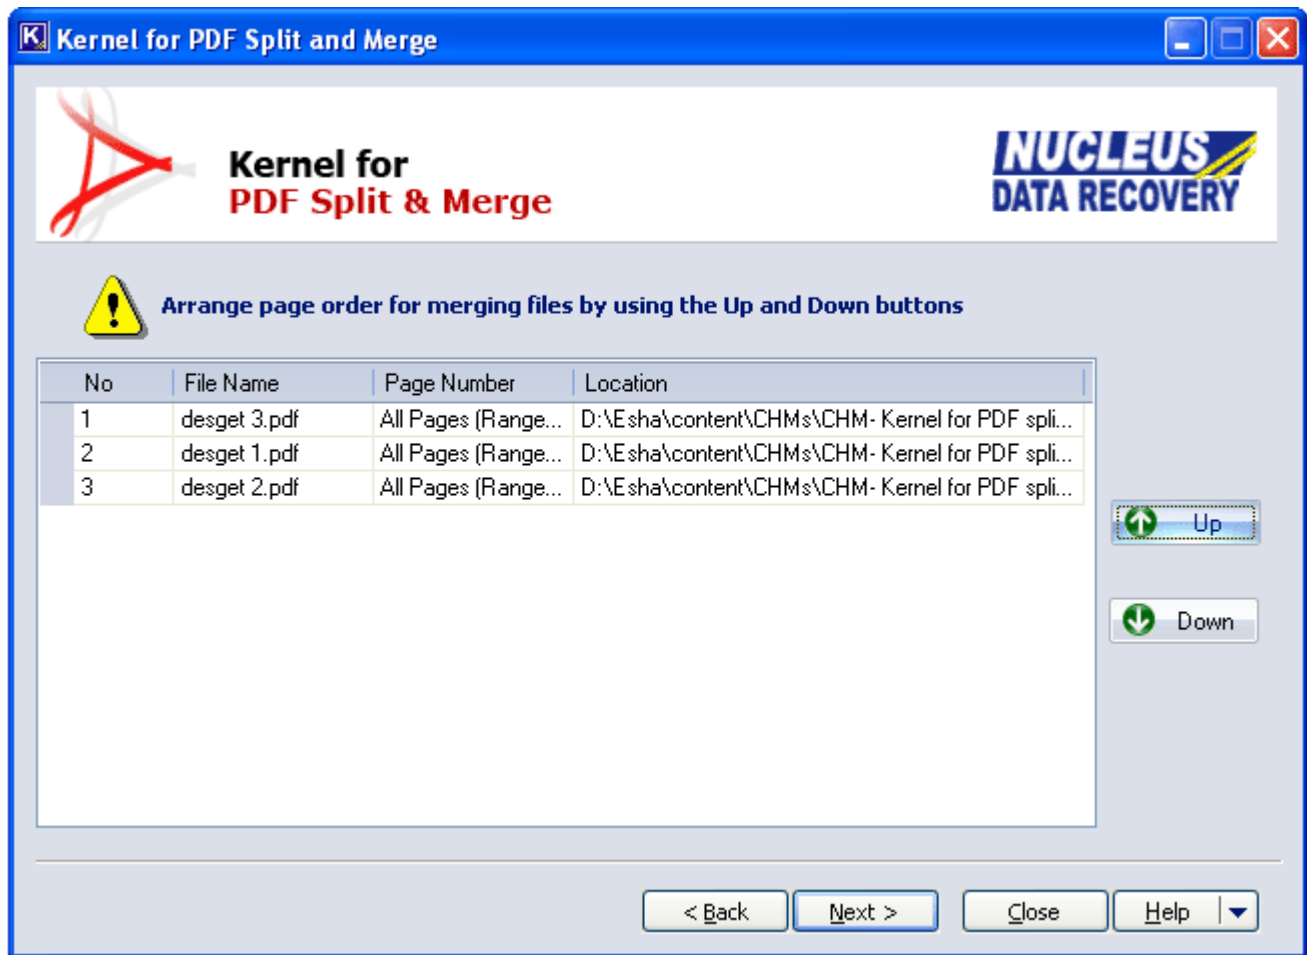 Kernel for PDF Split and Merge
Kernel for
PDF Split & Merge
NUCLEUS
DATA RECOVERY
Arrange page order for merging files by using the Up and Down buttons
No File Name Page Number Location
1 desget 3.pdf All Pages (Range... D:\Esha\content\CHMs\CHM- Kernel for PDF spli...
2 desget 1.pdf All Pages (Range... D:\Esha\content\CHMs\CHM- Kernel for PDF spli...
3 desget 2.pdf All Pages (Range... D:\Esha\content\CHMs\CHM- Kernel for PDF spli...
Up
Down
< Back Next > Close Help